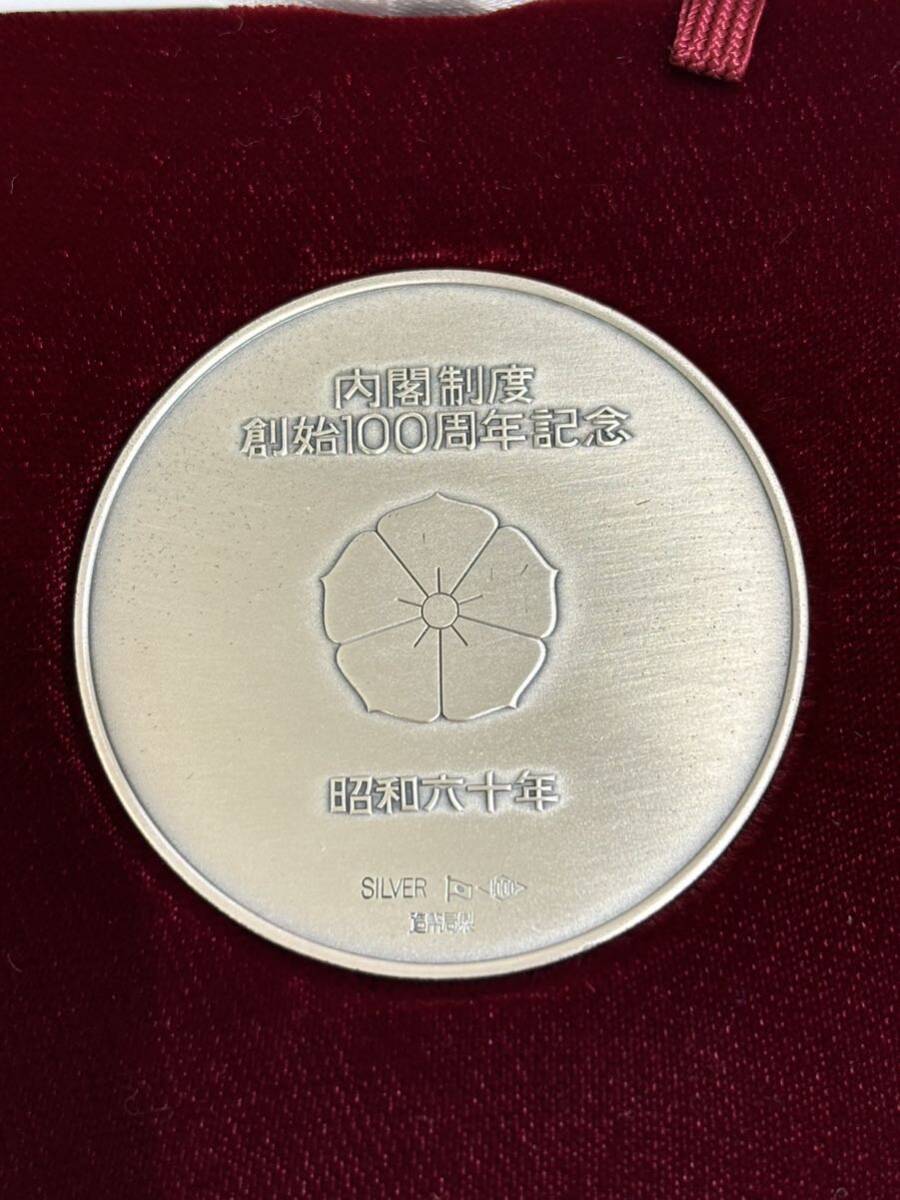 内閣制度
創始100周年記念
昭和六十年
SILVER 1000
造幣局製